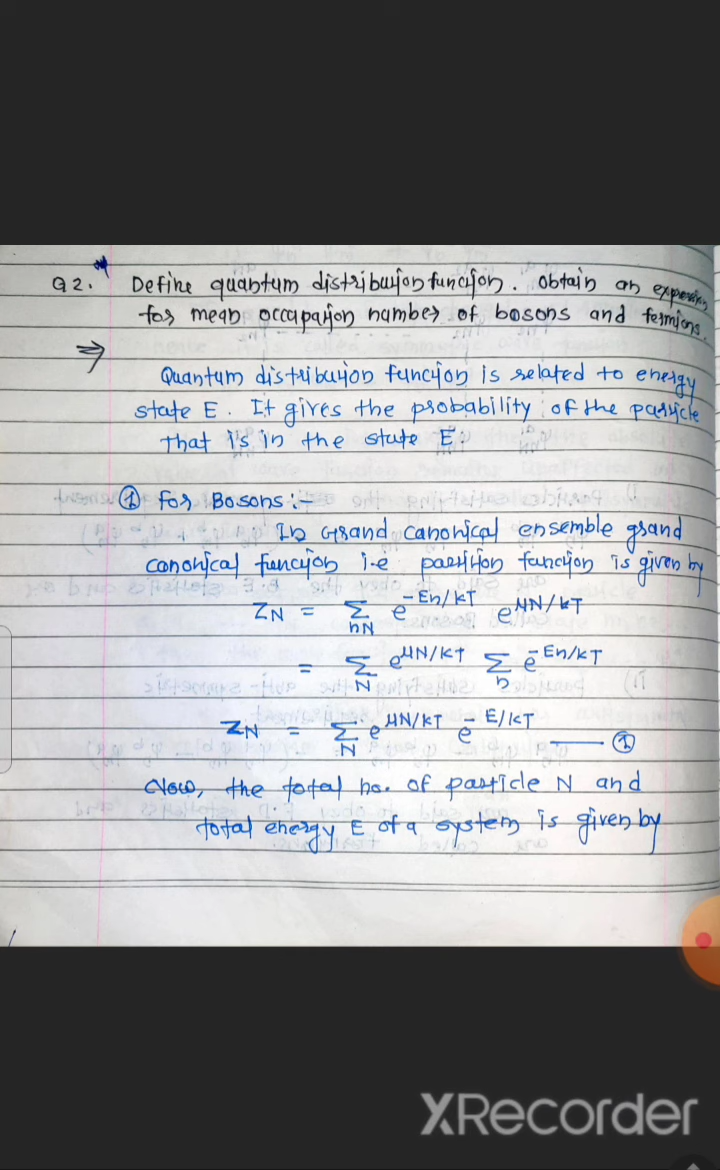 Q2. Define quantum distribution function. obtain an expression
for mean occupation number of bosons and fermions.
⇒
Quantum distribution function is related to energy
state E. It gives the probability of the particle
that is in the state E.
① for Bosons :-
In Grand canonical ensemble grand
canonical function i.e partition function is given by
ZN = Σ nN e^-En/kT e^μN/kT
= Σ N e^μN/kT Σ n e^-En/kT
ZN = Σ N e^μN/kT e^-E/kT —— ①
Now, the total no. of particle N and
total energy E of a system is given by
XRecorder